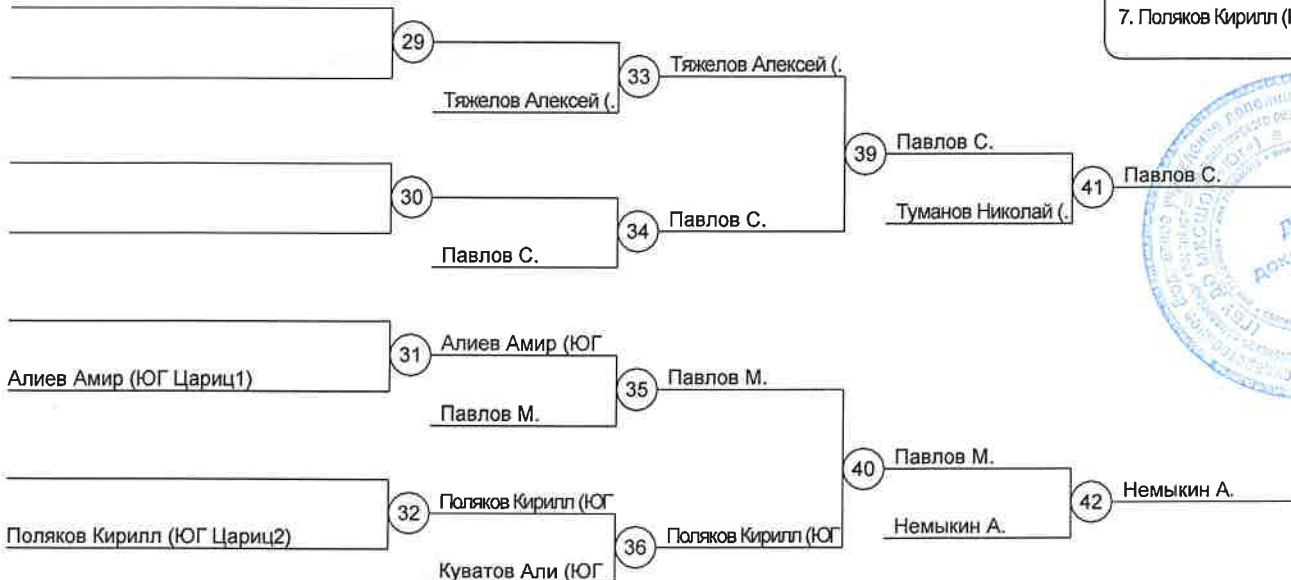 7. Поляков Кирилл (
29
33
Тяжелов Алексей (.
Тяжелов Алексей (.
39
Павлов С.
41
Павлов С.
Туманов Николай (.
30
34
Павлов С.
Павлов С.
31
Алиев Амир (ЮГ
Алиев Амир (ЮГ Цариц1)
35
Павлов М.
Павлов М.
40
Павлов М.
42
Немыкин А.
Немыкин А.
32
Поляков Кирилл (ЮГ
Поляков Кирилл (ЮГ Цариц2)
36
Поляков Кирилл (ЮГ
Куватов Али (ЮГ